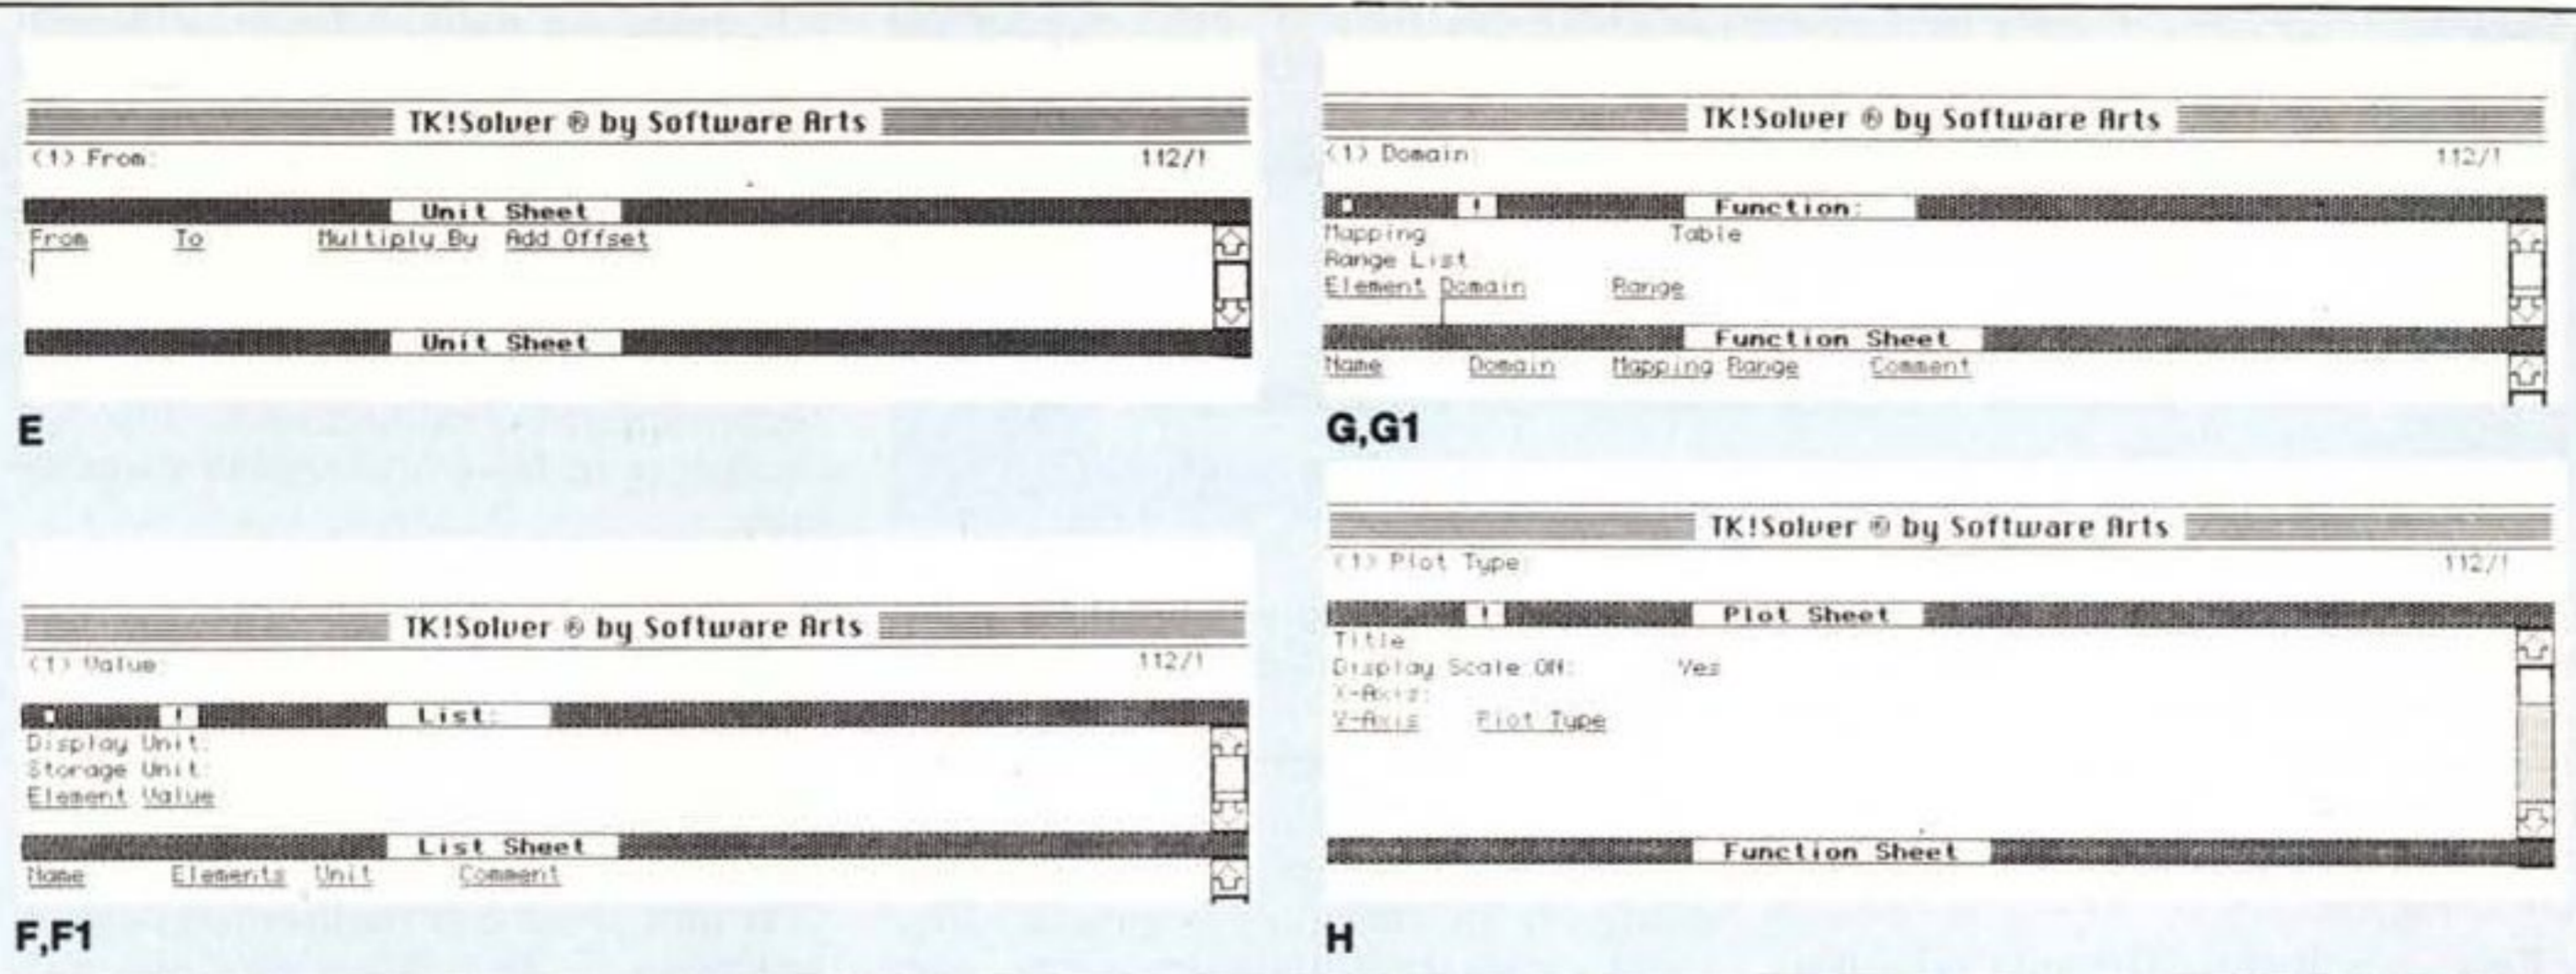 TK!Solver ® by Software Arts
(1) From: 112/!
Unit Sheet
From To Multiply By Add Offset
Unit Sheet
E
TK!Solver ® by Software Arts
(1) Domain: 112/!
! Function:
Mapping Table
Range List
Element Domain Range
Function Sheet
Name Domain Mapping Range Comment
G,G1
TK!Solver ® by Software Arts
(1) Value: 112/!
! List:
Display Unit:
Storage Unit:
Element Value
List Sheet
Name Elements Unit Comment
F,F1
TK!Solver ® by Software Arts
(1) Plot Type: 112/!
! Plot Sheet
Title
Display Scale ON: Yes
X-Axis:
Y-Axis Plot Type
Function Sheet
H